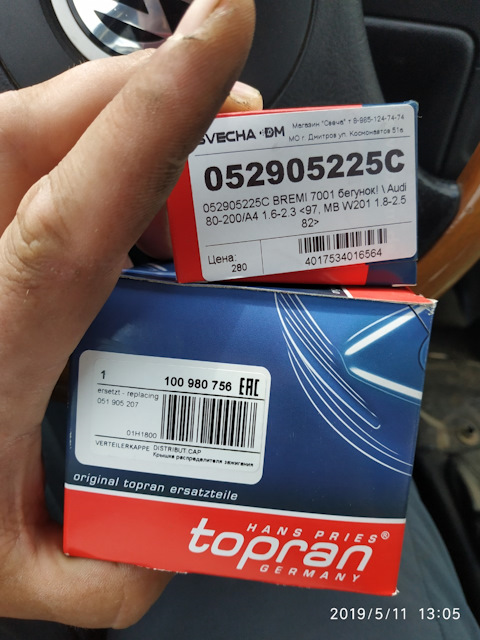 SVECHA DM
Магазин "Свеча" т 8-985-124-74-74
МО г. Дмитров ул. Космонавтов 51а
052905225C
052905225C BREMI 7001 бегунок! \ Audi
80-200/A4 1.6-2.3 <97, MB W201 1.8-2.5
82>
Цена:
280
4017534016564
1
100 980 756 EAC
ersetzt - replacing
051 905 207
01H1800
VERTEILERKAPPE DISTRIBUT.CAP
Крышка распределителя зажигания
original topran ersatzteile
HANS PRIES®
topran
GERMANY
2019/5/11 13:05